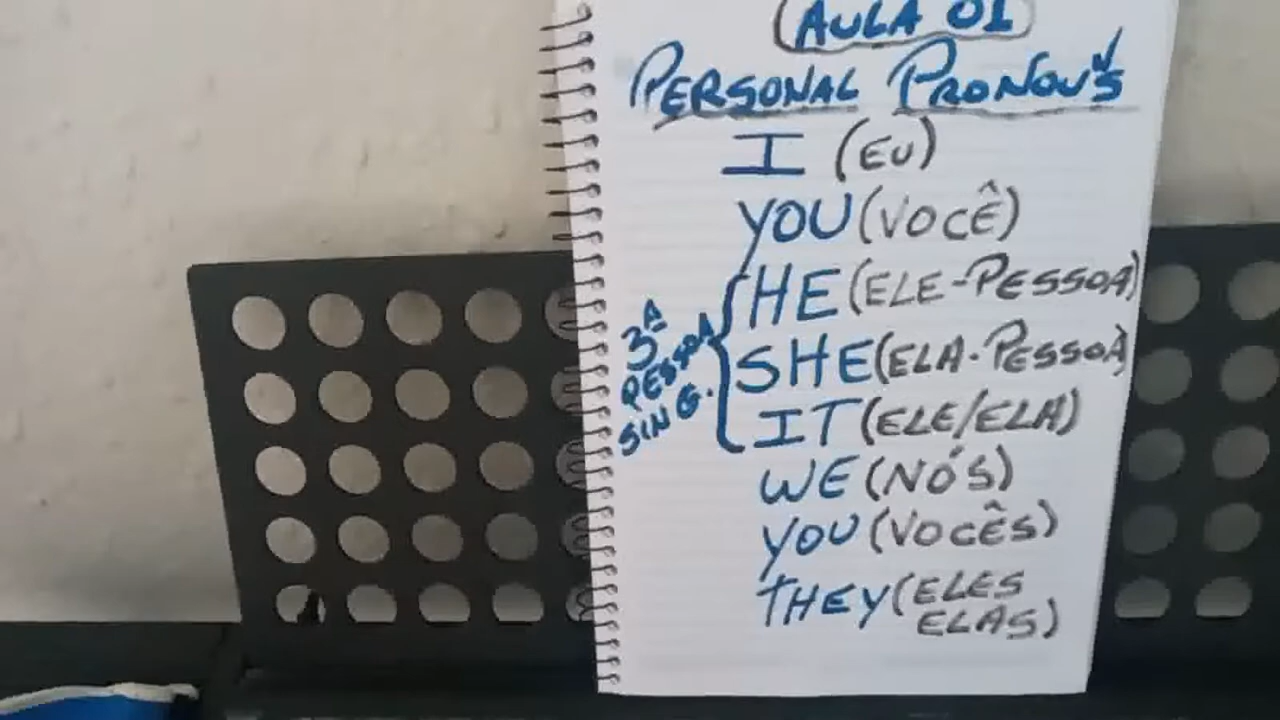 AULA 01
PERSONAL PRONOUNS
I (EU)
YOU (VOCÊ)
HE (ELE-PESSOA)
SHE (ELA-PESSOA)
IT (ELE/ELA)
3ª PESSOA SING.
WE (NÓS)
YOU (VOCÊS)
THEY (ELES
ELAS)